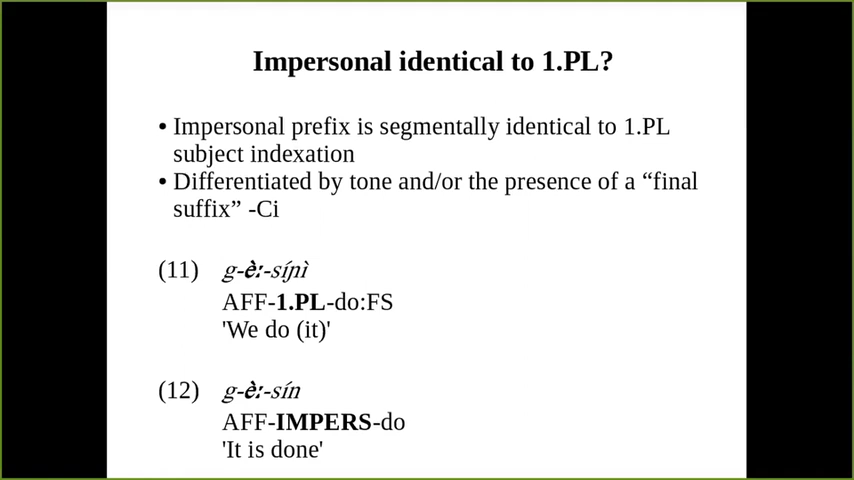 Impersonal identical to 1.PL?
• Impersonal prefix is segmentally identical to 1.PL
subject indexation
• Differentiated by tone and/or the presence of a “final
suffix” -Ci
(11) g-èː-síɲì
AFF-1.PL-do:FS
'We do (it)'
(12) g-èː-sín
AFF-IMPERS-do
'It is done'